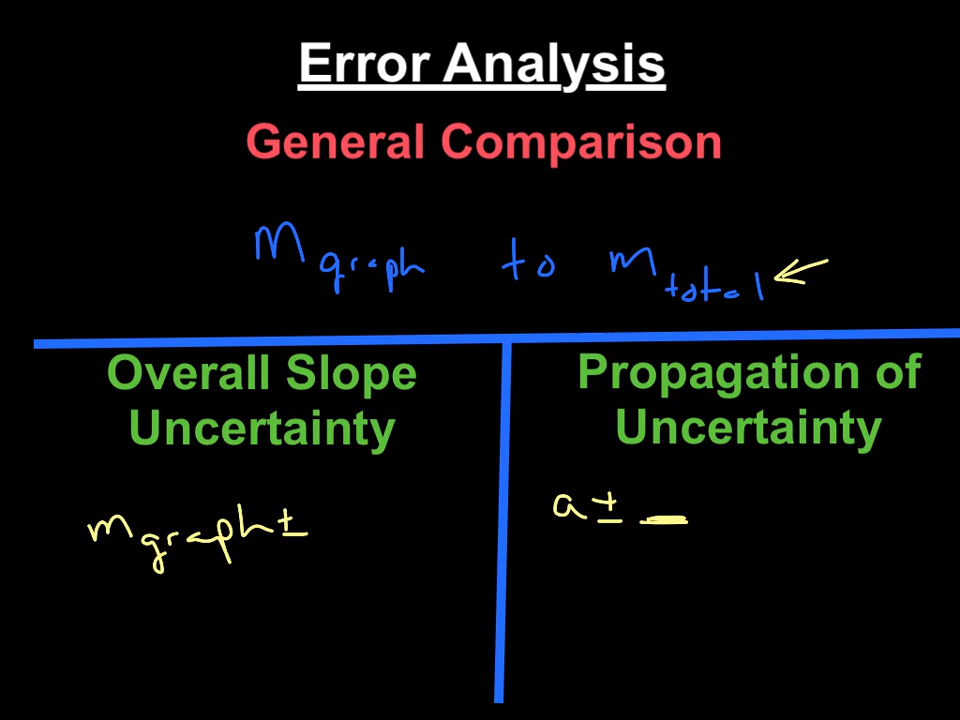 Error Analysis
General Comparison
m graph to m total
Overall Slope
Uncertainty
m graph ±
Propagation of
Uncertainty
a ± _